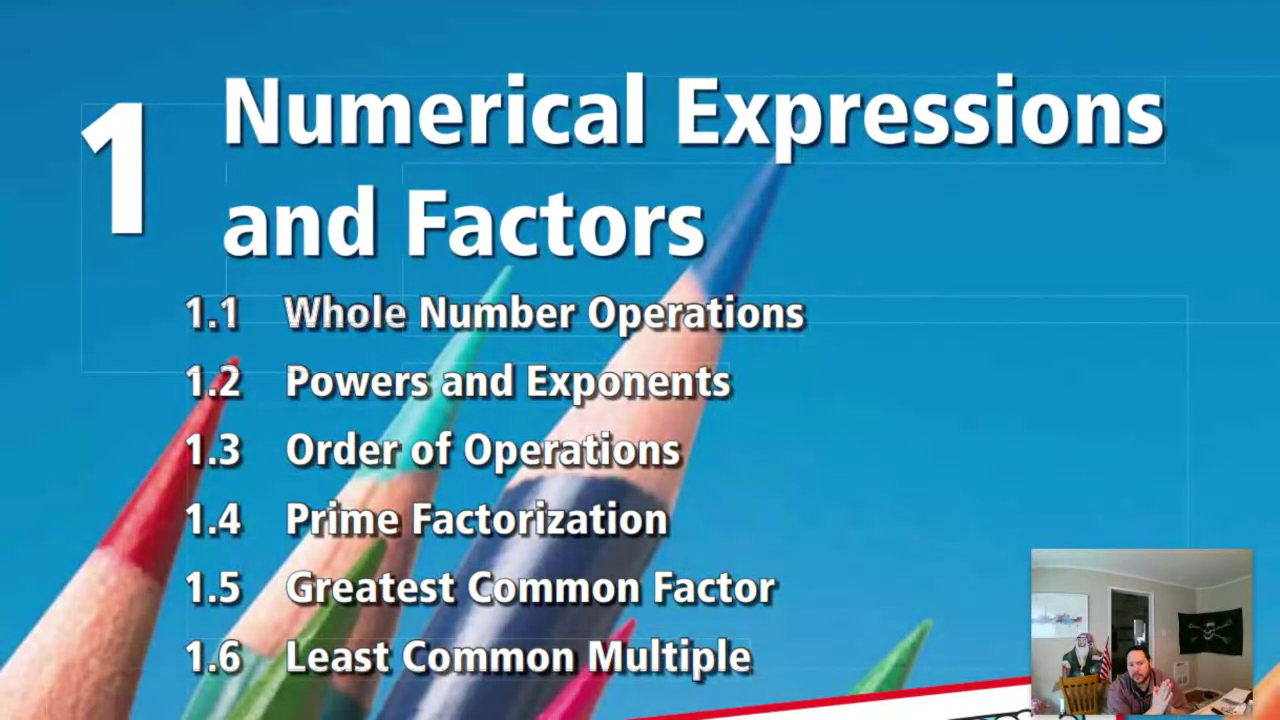 1
Numerical Expressions
and Factors
1.1 Whole Number Operations
1.2 Powers and Exponents
1.3 Order of Operations
1.4 Prime Factorization
1.5 Greatest Common Factor
1.6 Least Common Multiple